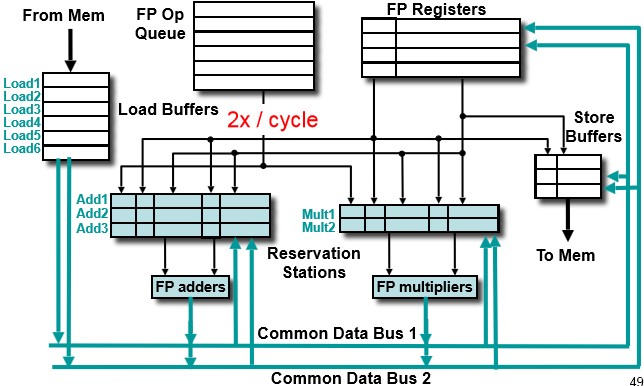 From Mem
FP Op
Queue
FP Registers
Load1
Load2
Load3
Load4
Load5
Load6
Load Buffers
2x / cycle
Store
Buffers
Add1
Add2
Add3
Mult1
Mult2
Reservation
Stations
To Mem
FP adders
FP multipliers
Common Data Bus 1
Common Data Bus 2
49